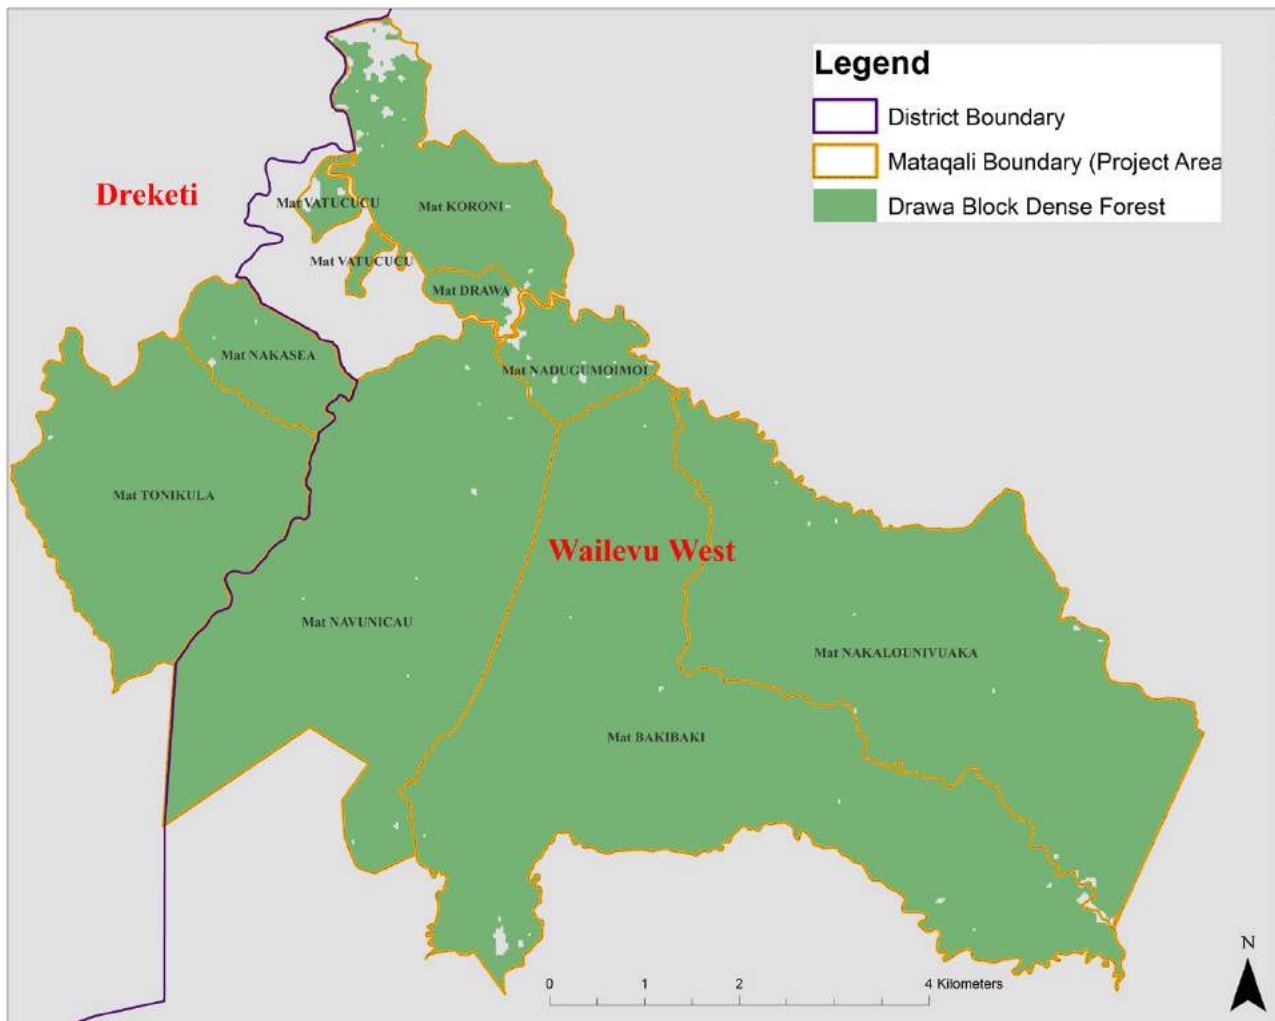 Legend
District Boundary
Mataqali Boundary (Project Area
Drawa Block Dense Forest
Dreketi
Mat VATUCUCU
Mat KORONI
Mat VATUCUCU
Mat DRAWA
Mat NAKASEA
Mat NADUGUMOIMOI
Mat TONIKULA
Wailevu West
Mat NAVUNICAU
Mat NAKALOUNIVUAKA
Mat BAKIBAKI
N
0 1 2 4 Kilometers